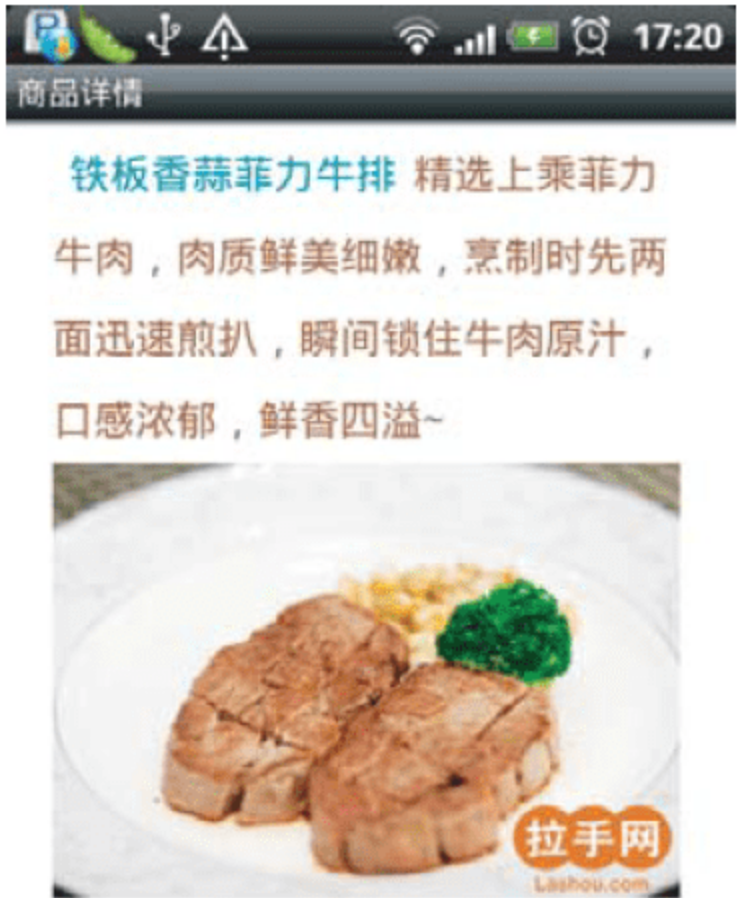 17:20
商品详情
铁板香蒜菲力牛排 精选上乘菲力
牛肉，肉质鲜美细嫩，烹制时先两
面迅速煎扒，瞬间锁住牛肉原汁，
口感浓郁，鲜香四溢~
拉手网
Lashou.com